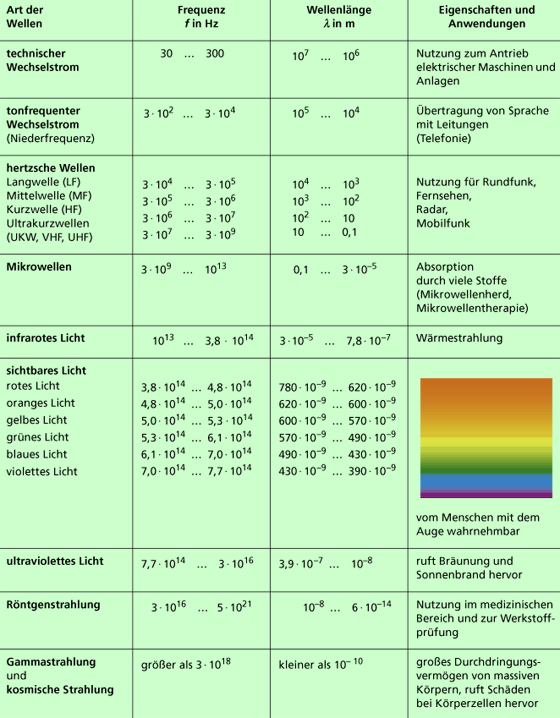 Art der Wellen | Frequenz f in Hz | Wellenlänge λ in m | Eigenschaften und Anwendungen
technischer Wechselstrom | 30 ... 300 | 10⁷ ... 10⁶ | Nutzung zum Antrieb elektrischer Maschinen und Anlagen
tonfrequenter Wechselstrom (Niederfrequenz) | 3·10² ... 3·10⁴ | 10⁵ ... 10⁴ | Übertragung von Sprache mit Leitungen (Telefonie)
hertzsche Wellen
Langwelle (LF) | 3·10⁴ ... 3·10⁵ | 10⁴ ... 10³ | Nutzung für Rundfunk,
Mittelwelle (MF) | 3·10⁵ ... 3·10⁶ | 10³ ... 10² | Fernsehen,
Kurzwelle (HF) | 3·10⁶ ... 3·10⁷ | 10² ... 10 | Radar,
Ultrakurzwellen (UKW, VHF, UHF) | 3·10⁷ ... 3·10⁹ | 10 ... 0,1 | Mobilfunk
Mikrowellen | 3·10⁹ ... 10¹³ | 0,1 ... 3·10⁻⁵ | Absorption durch viele Stoffe (Mikrowellenherd, Mikrowellentherapie)
infrarotes Licht | 10¹³ ... 3,8 · 10¹⁴ | 3·10⁻⁵ ... 7,8·10⁻⁷ | Wärmestrahlung
sichtbares Licht
rotes Licht | 3,8·10¹⁴ ... 4,8·10¹⁴ | 780·10⁻⁹ ... 620·10⁻⁹
oranges Licht | 4,8·10¹⁴ ... 5,0·10¹⁴ | 620·10⁻⁹ ... 600·10⁻⁹
gelbes Licht | 5,0·10¹⁴ ... 5,3·10¹⁴ | 600·10⁻⁹ ... 570·10⁻⁹
grünes Licht | 5,3·10¹⁴ ... 6,1·10¹⁴ | 570·10⁻⁹ ... 490·10⁻⁹
blaues Licht | 6,1·10¹⁴ ... 7,0·10¹⁴ | 490·10⁻⁹ ... 430·10⁻⁹
violettes Licht | 7,0·10¹⁴ ... 7,7·10¹⁴ | 430·10⁻⁹ ... 390·10⁻⁹
vom Menschen mit dem
Auge wahrnehmbar
ultraviolettes Licht | 7,7·10¹⁴ ... 3·10¹⁶ | 3,9·10⁻⁷ ... 10⁻⁸ | ruft Bräunung und Sonnenbrand hervor
Röntgenstrahlung | 3·10¹⁶ ... 5·10²¹ | 10⁻⁸ ... 6·10⁻¹⁴ | Nutzung im medizinischen Bereich und zur Werkstoff-prüfung
Gammastrahlung und kosmische Strahlung | größer als 3·10¹⁸ | kleiner als 10⁻¹⁰ | großes Durchdringungs-vermögen von massiven Körpern, ruft Schäden bei Körperzellen hervor